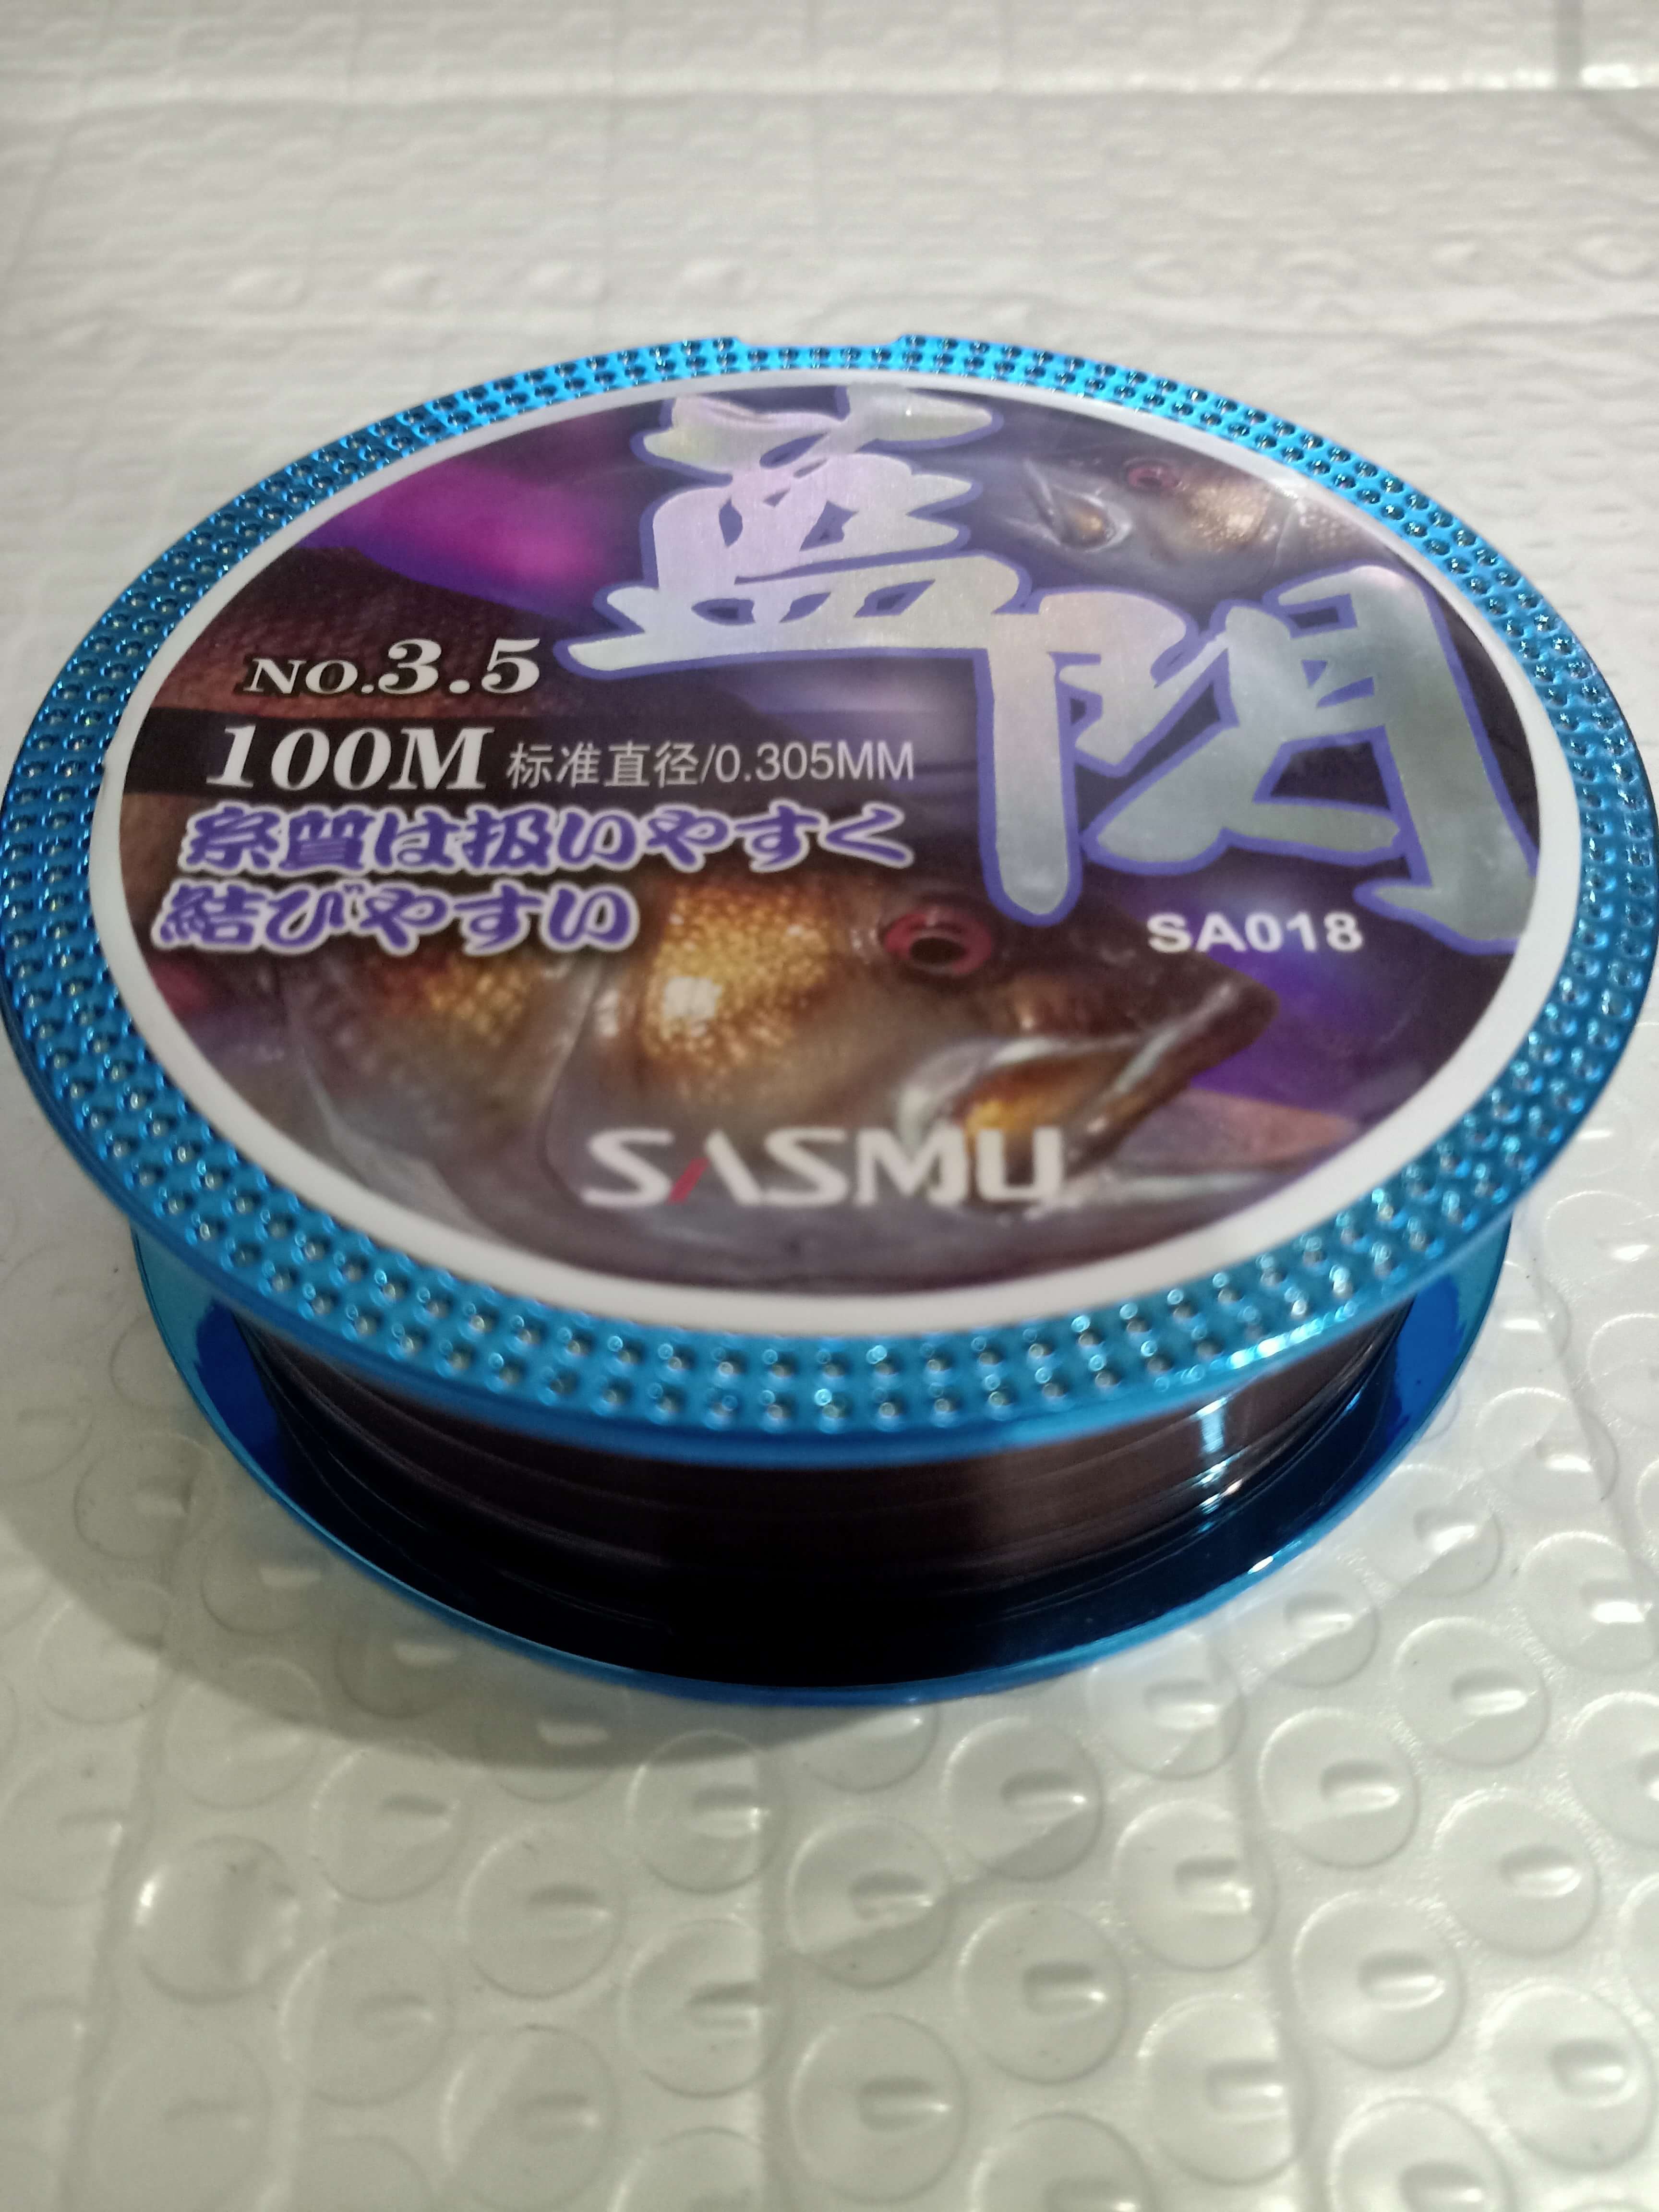 藍閃
NO.3.5
100M 标准直径/0.305MM
糸質は扱いやすく
結びやすい
SA018
SASMU